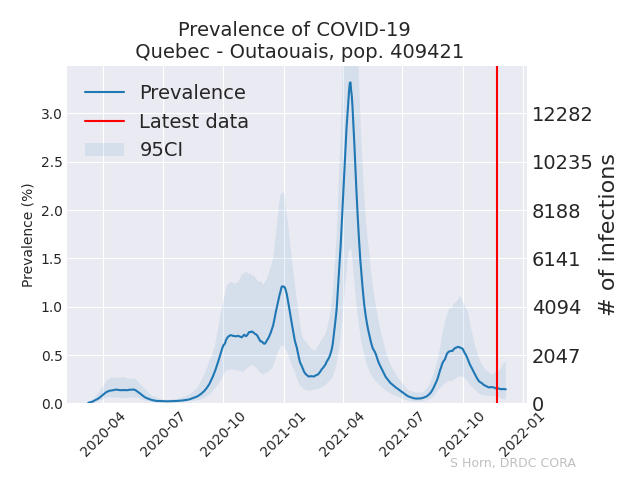 Prevalence of COVID-19
Quebec - Outaouais, pop. 409421
Prevalence
Latest data
95CI
Prevalence (%)
3.0
2.5
2.0
1.5
1.0
0.5
0.0
12282
10235
8188
6141
4094
2047
0
# of infections
2020-04
2020-07
2020-10
2021-01
2021-04
2021-07
2021-10
2022-01
S Horn, DRDC CORA